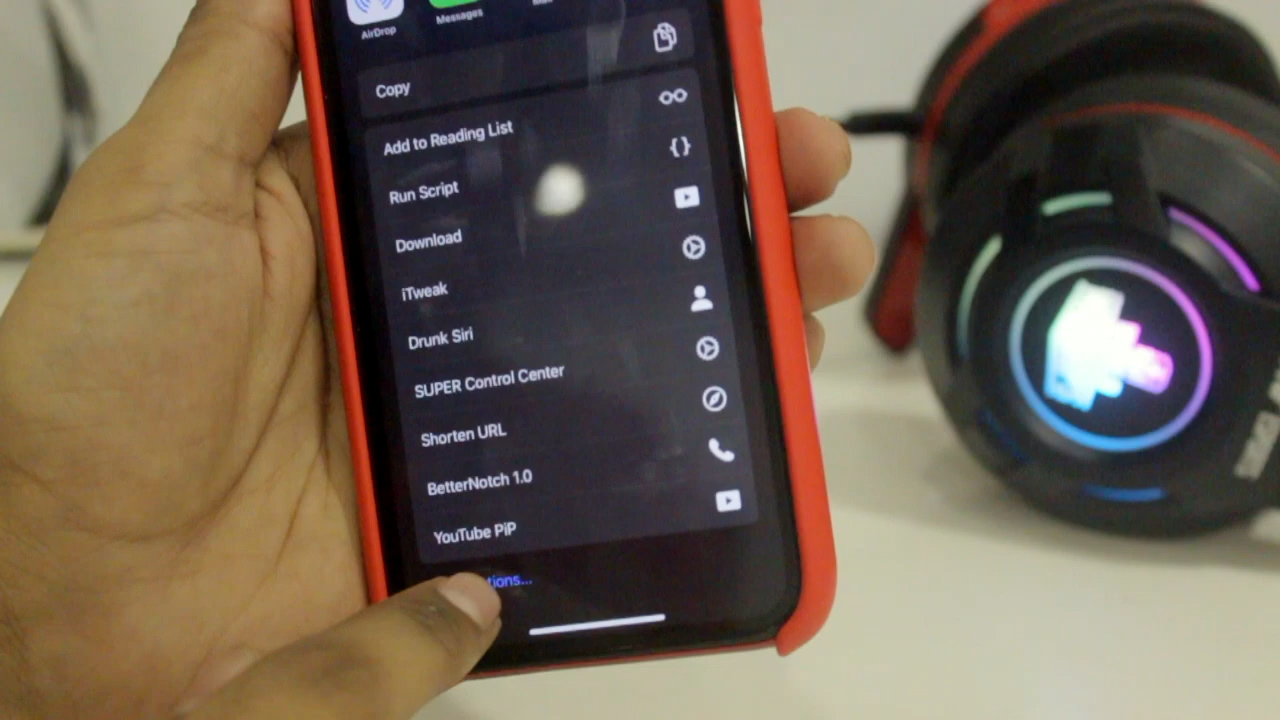 AirDrop
Messages
Copy
Add to Reading List
Run Script
Download
iTweak
Drunk Siri
SUPER Control Center
Shorten URL
BetterNotch 1.0
YouTube PiP
tions...